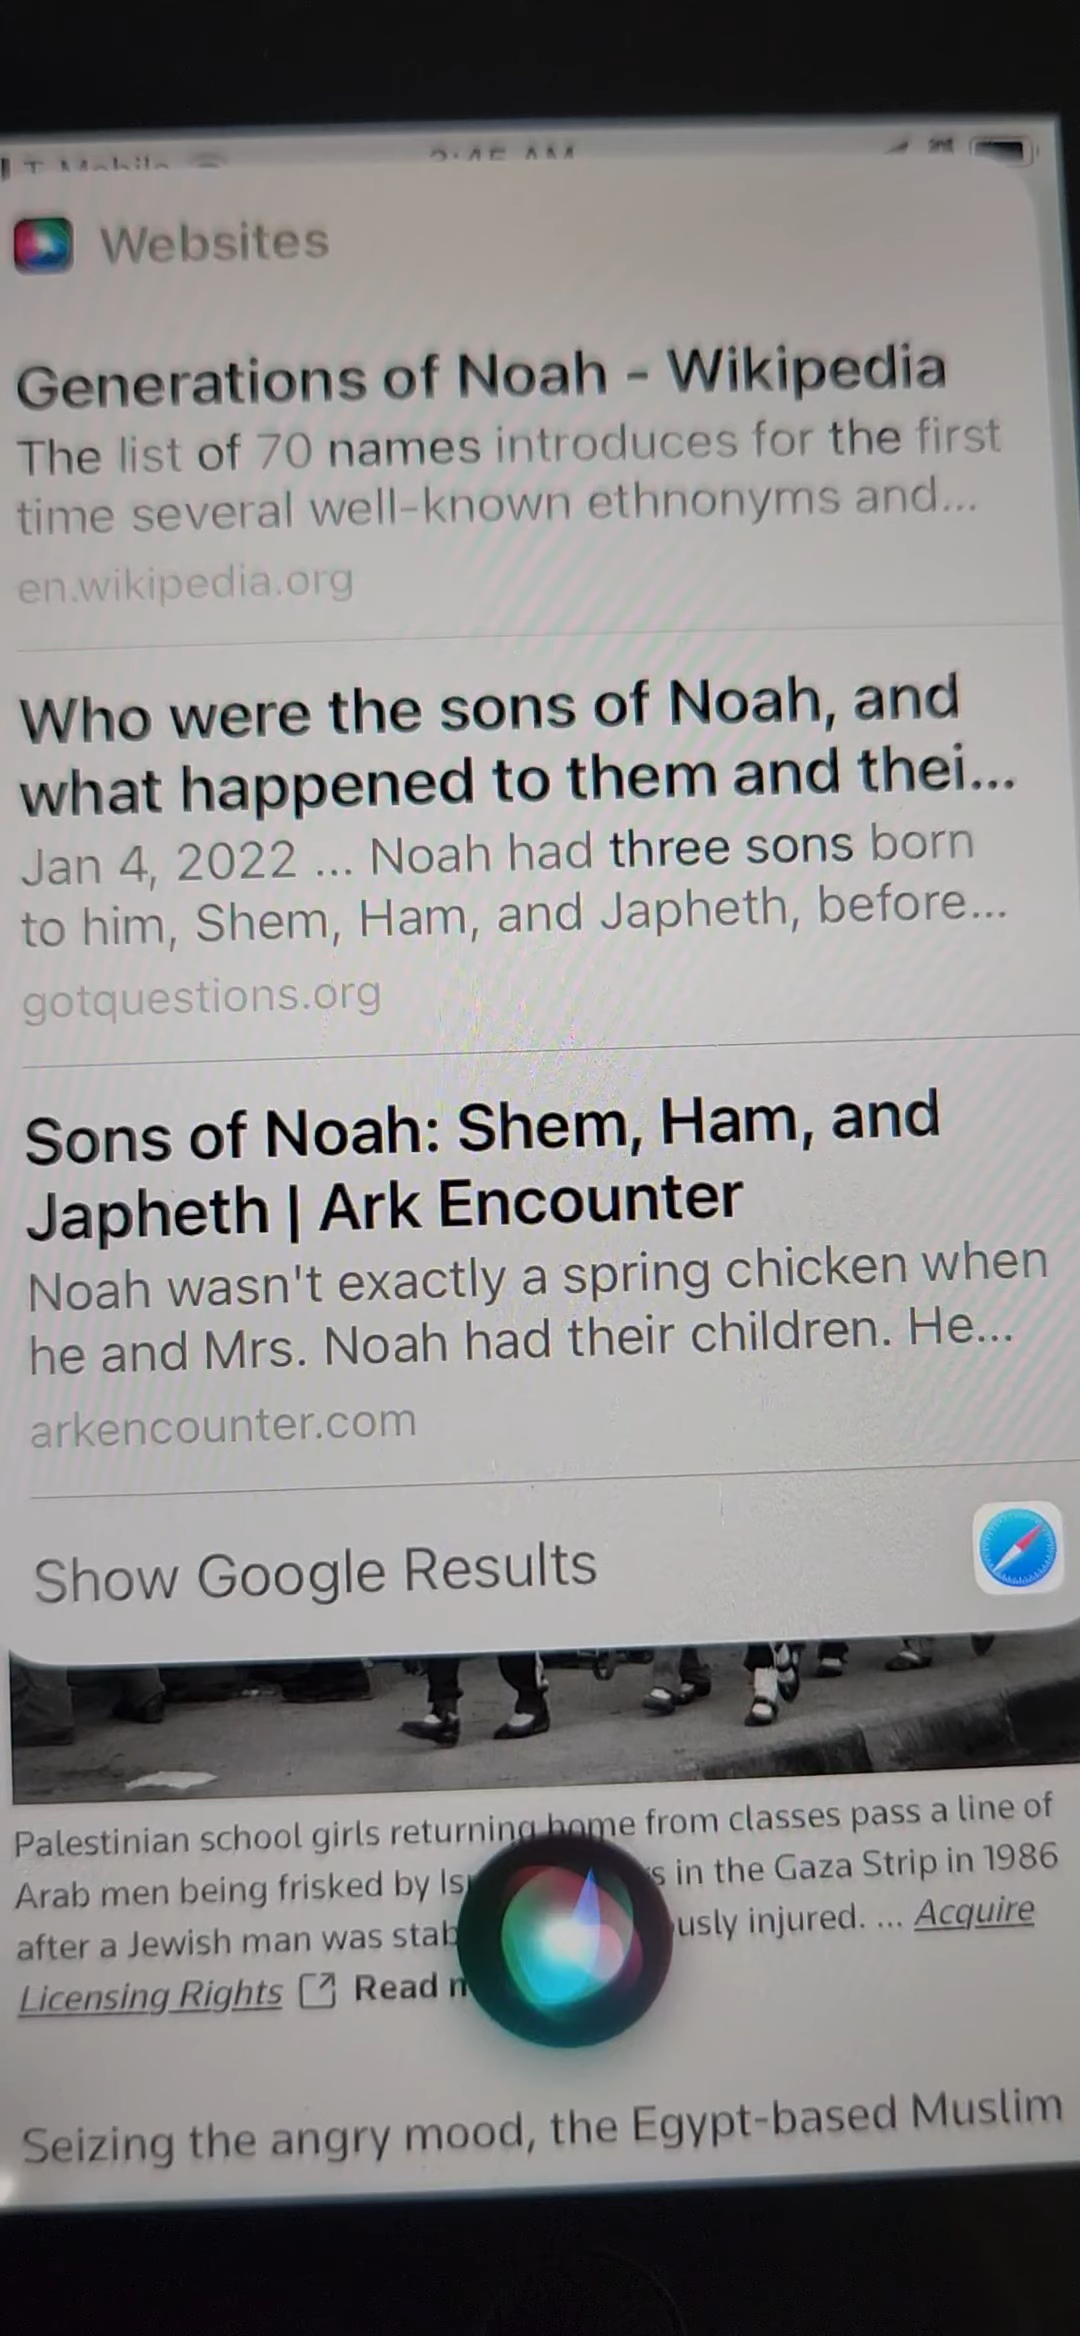 Websites
Generations of Noah - Wikipedia
The list of 70 names introduces for the first
time several well-known ethnonyms and...
en.wikipedia.org
Who were the sons of Noah, and
what happened to them and thei...
Jan 4, 2022 ... Noah had three sons born
to him, Shem, Ham, and Japheth, before...
gotquestions.org
Sons of Noah: Shem, Ham, and
Japheth | Ark Encounter
Noah wasn't exactly a spring chicken when
he and Mrs. Noah had their children. He...
arkencounter.com
Show Google Results
Palestinian school girls returning home from classes pass a line of
Arab men being frisked by in the Gaza Strip in 1986
after a Jewish man was injured. ... Acquire
Licensing Rights Read
Seizing the angry mood, the Egypt-based Muslim